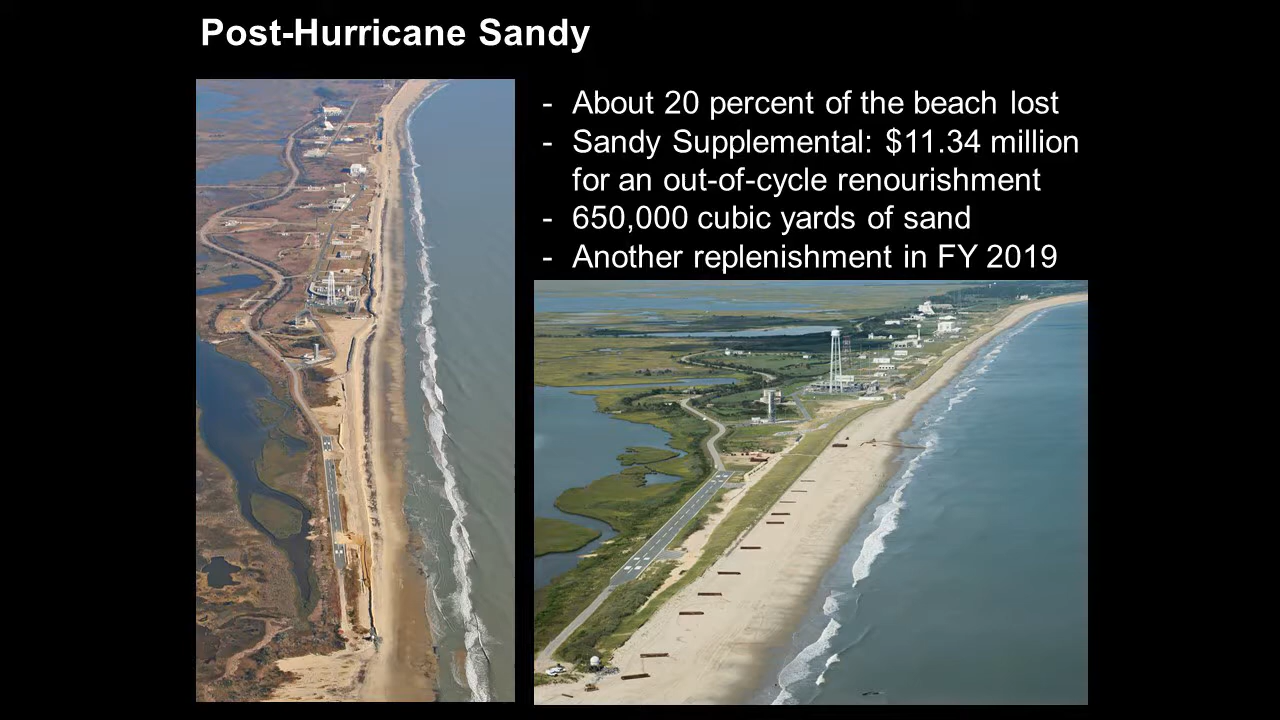 Post-Hurricane Sandy
- About 20 percent of the beach lost
- Sandy Supplemental: $11.34 million
for an out-of-cycle renourishment
- 650,000 cubic yards of sand
- Another replenishment in FY 2019